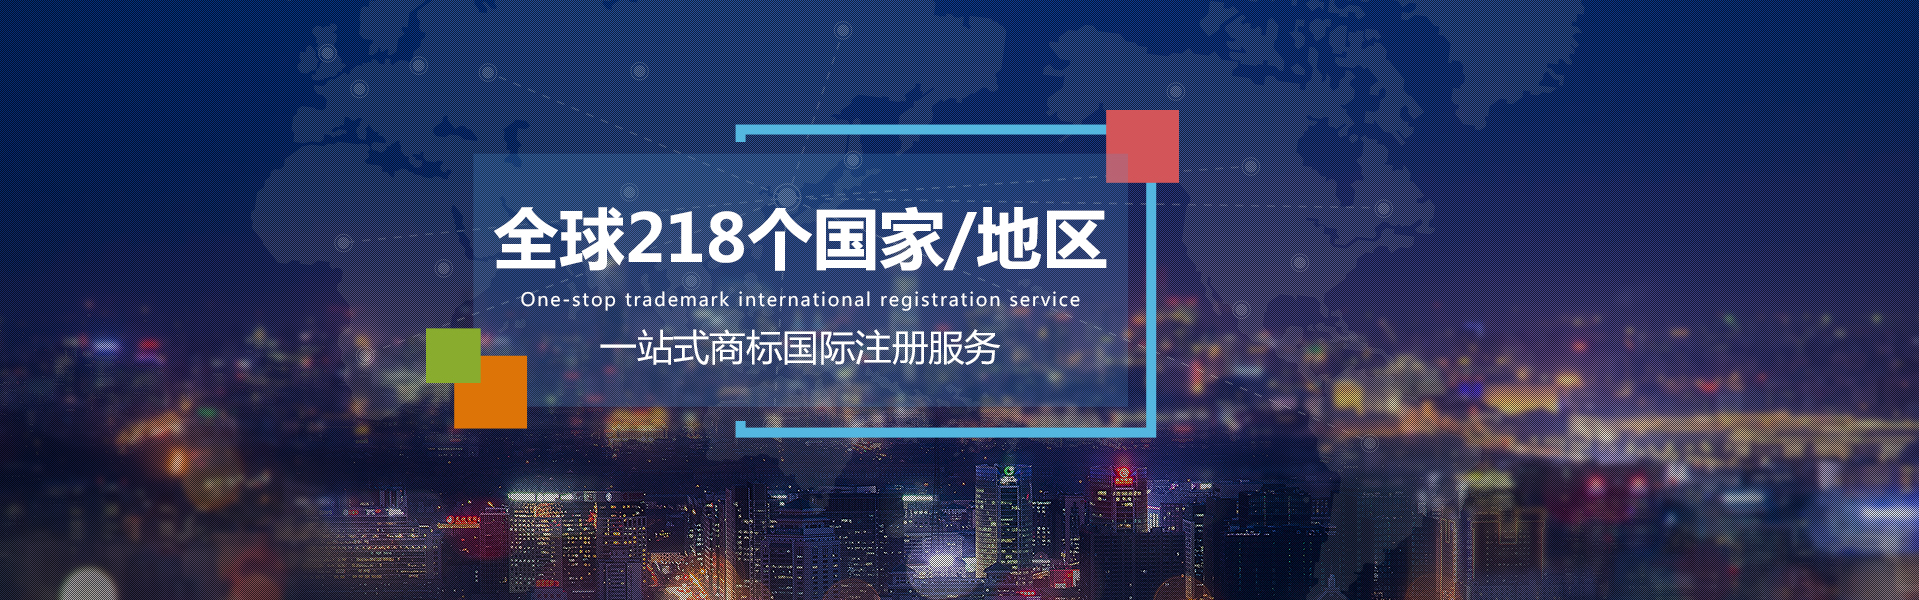 全球218个国家/地区
One-stop trademark international registration service
一站式商标国际注册服务